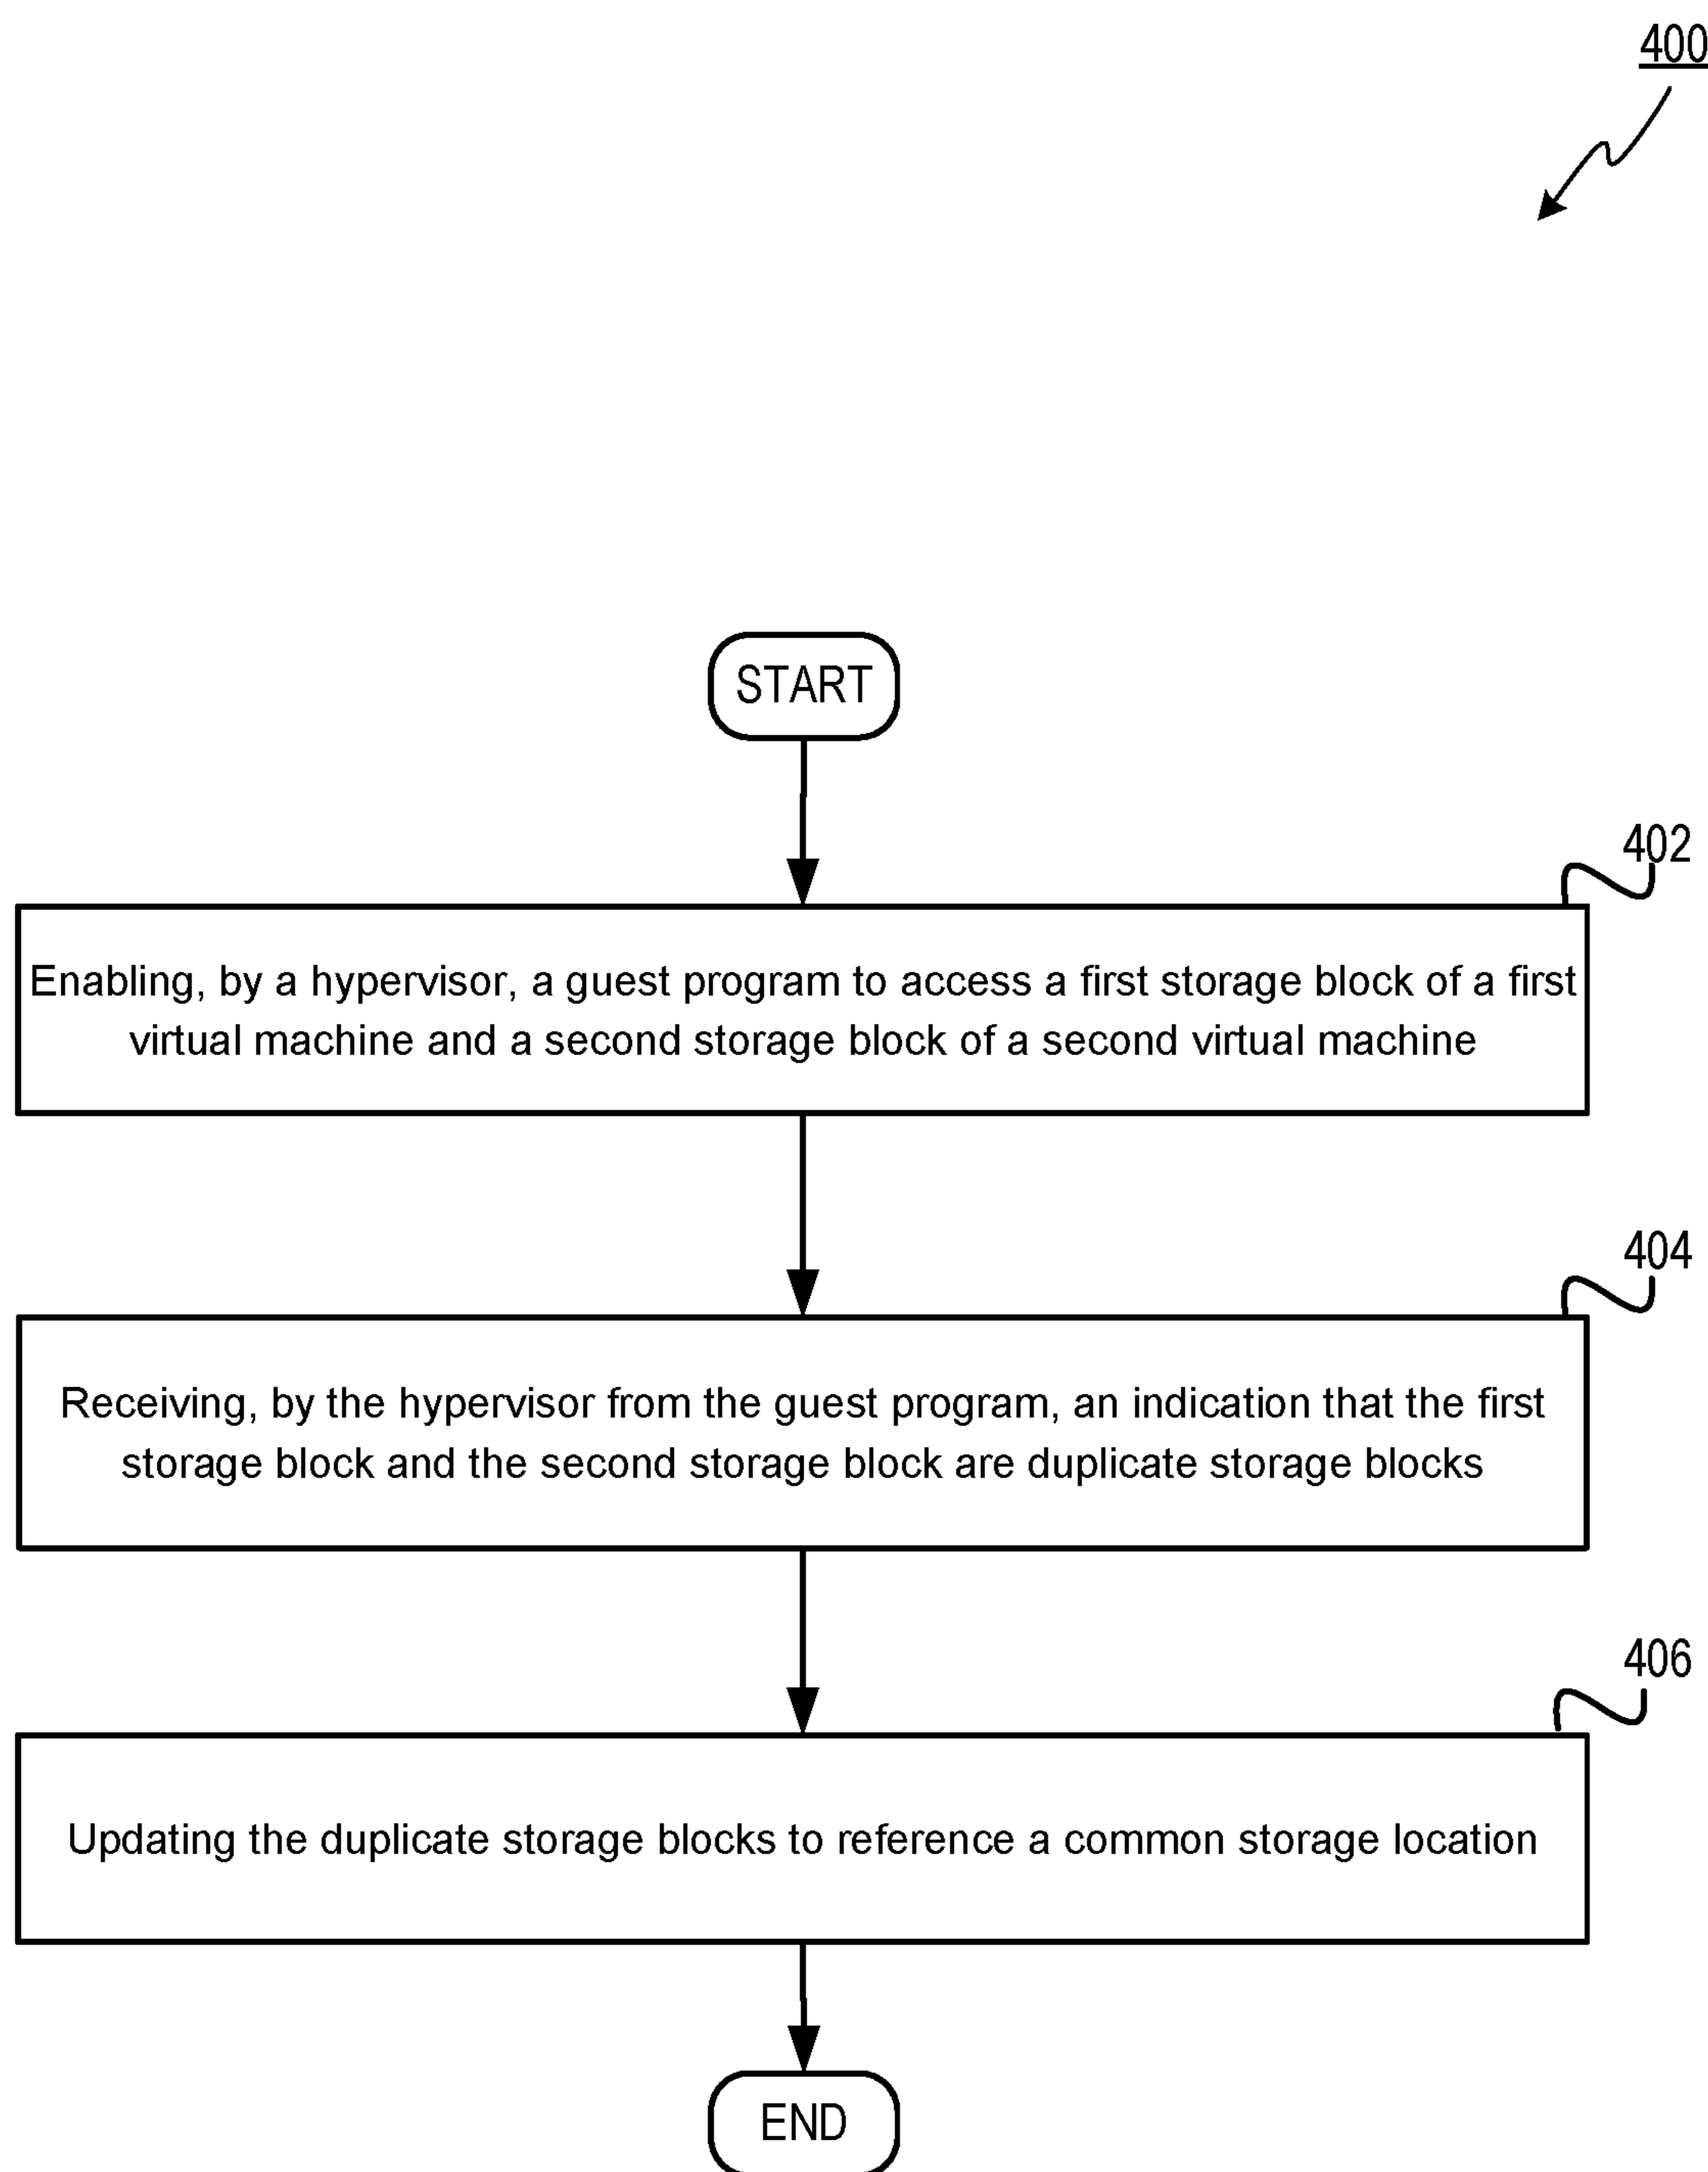 400
START
402
Enabling, by a hypervisor, a guest program to access a first storage block of a first
virtual machine and a second storage block of a second virtual machine
404
Receiving, by the hypervisor from the guest program, an indication that the first
storage block and the second storage block are duplicate storage blocks
406
Updating the duplicate storage blocks to reference a common storage location
END